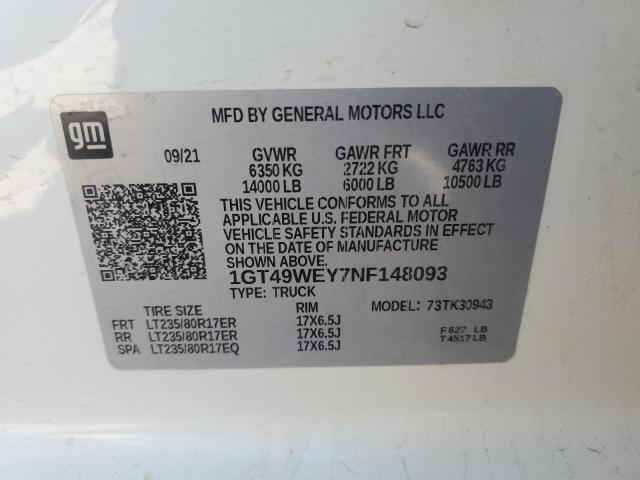 gm
MFD BY GENERAL MOTORS LLC
09/21 GVWR GAWR FRT GAWR RR
6350 KG 2722 KG 4763 KG
14000 LB 6000 LB 10500 LB
THIS VEHICLE CONFORMS TO ALL
APPLICABLE U.S. FEDERAL MOTOR
VEHICLE SAFETY STANDARDS IN EFFECT
ON THE DATE OF MANUFACTURE
SHOWN ABOVE.
1GT49WEY7NF148093
TYPE: TRUCK
TIRE SIZE RIM MODEL: 73TK30943
FRT LT235/80R17ER 17X6.5J
RR LT235/80R17ER 17X6.5J
SPA LT235/80R17EQ 17X6.5J
F627 LB
T4517LB